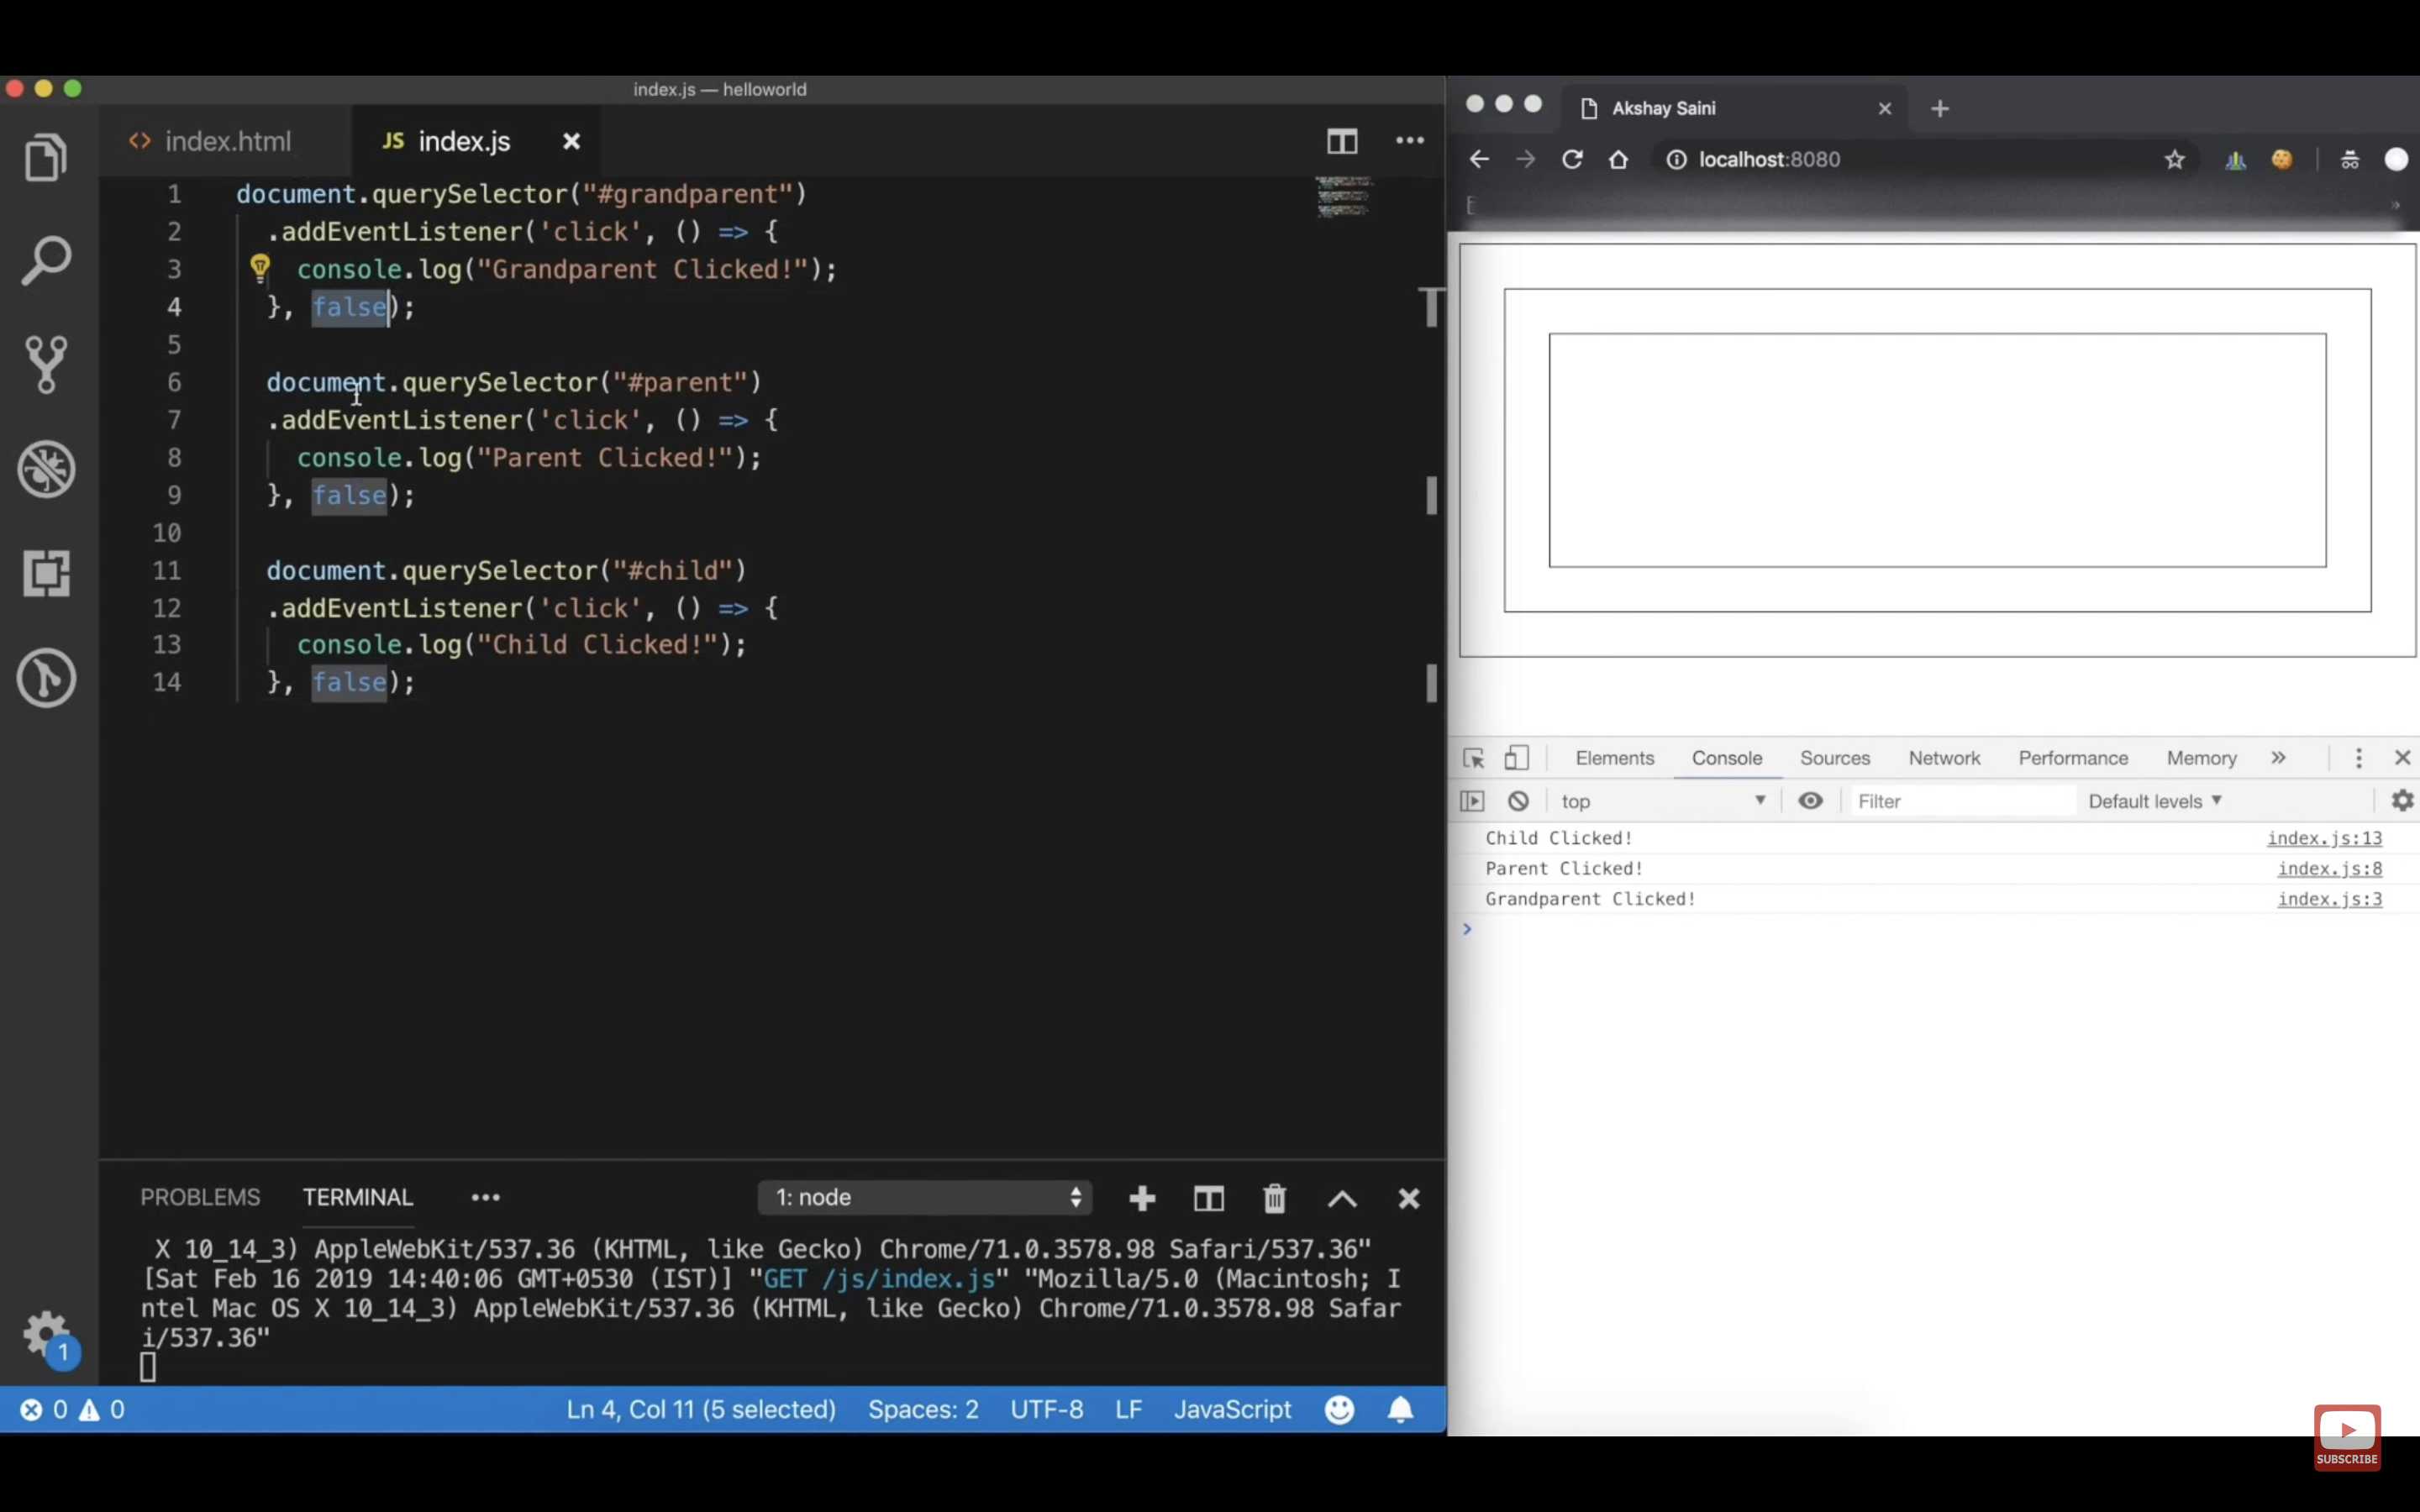 index.js — helloworld
index.html
JS index.js
1 document.querySelector("#grandparent")
2 .addEventListener('click', () => {
3 console.log("Grandparent Clicked!");
4 }, false);
5
6 document.querySelector("#parent")
7 .addEventListener('click', () => {
8 console.log("Parent Clicked!");
9 }, false);
10
11 document.querySelector("#child")
12 .addEventListener('click', () => {
13 console.log("Child Clicked!");
14 }, false);
PROBLEMS TERMINAL ••• 1: node
X 10_14_3) AppleWebKit/537.36 (KHTML, like Gecko) Chrome/71.0.3578.98 Safari/537.36"
[Sat Feb 16 2019 14:40:06 GMT+0530 (IST)] "GET /js/index.js" "Mozilla/5.0 (Macintosh; I
ntel Mac OS X 10_14_3) AppleWebKit/537.36 (KHTML, like Gecko) Chrome/71.0.3578.98 Safar
i/537.36"
1
0 0 Ln 4, Col 11 (5 selected) Spaces: 2 UTF-8 LF JavaScript
Akshay Saini
localhost:8080
Elements Console Sources Network Performance Memory »
top Filter Default levels
Child Clicked! index.js:13
Parent Clicked! index.js:8
Grandparent Clicked! index.js:3
>
SUBSCRIBE